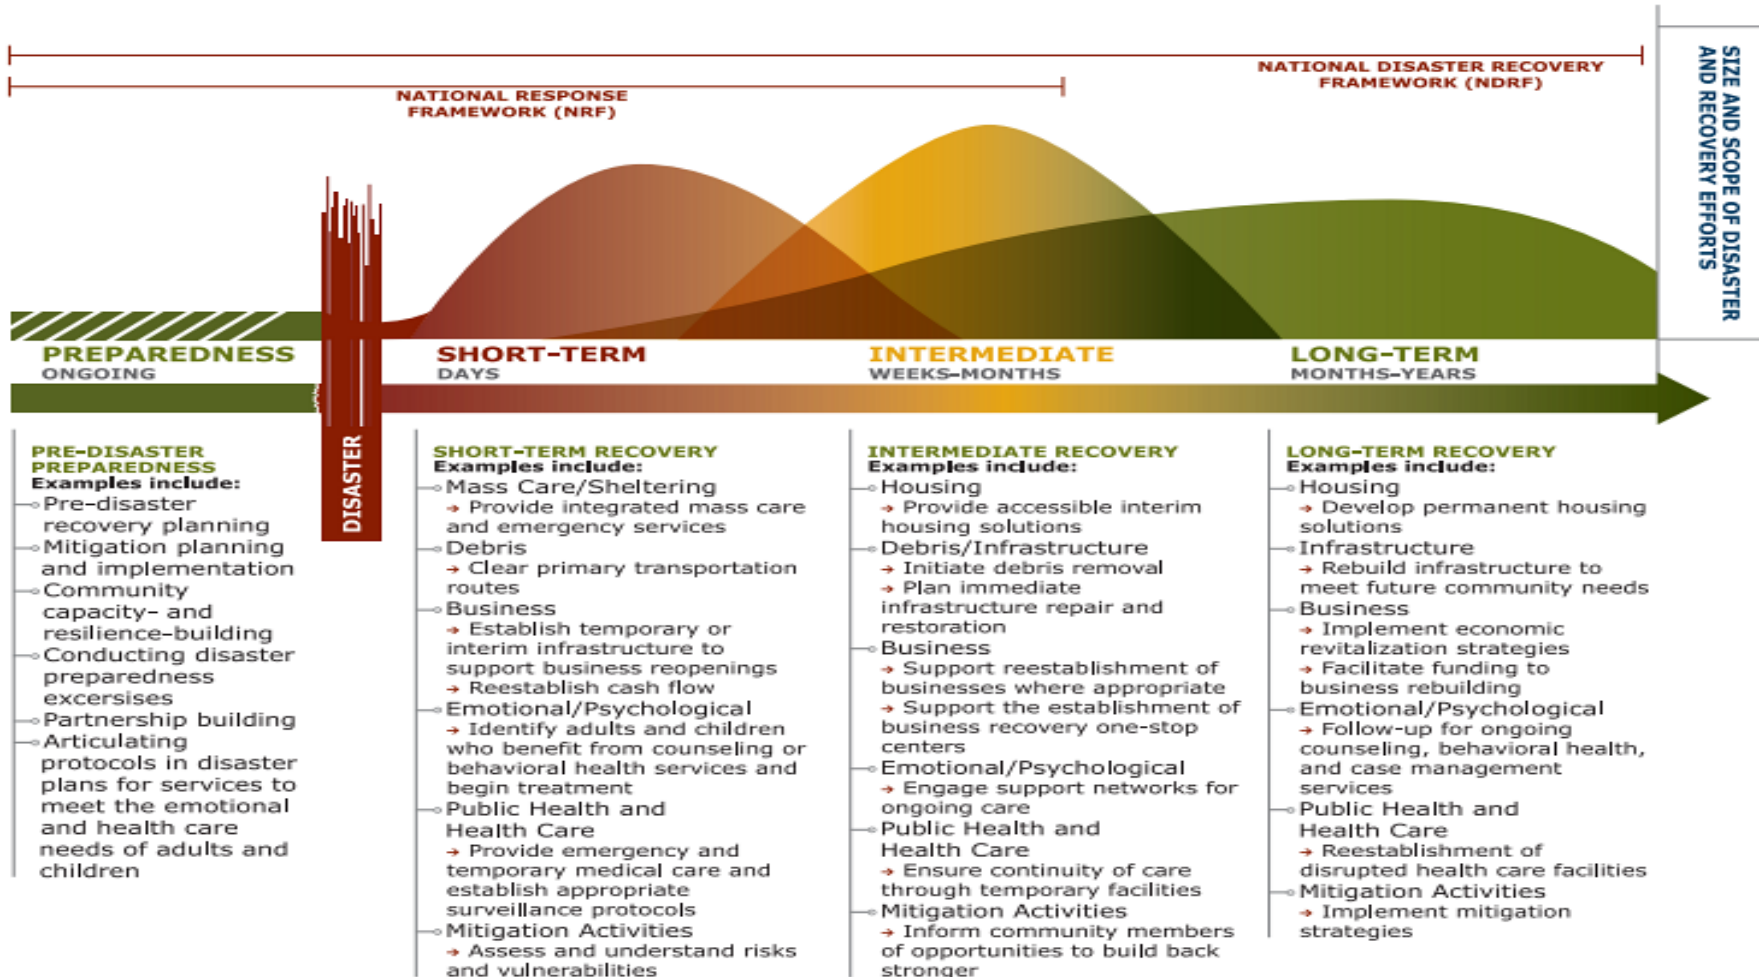 NATIONAL DISASTER RECOVERY
FRAMEWORK (NDRF)
NATIONAL RESPONSE
FRAMEWORK (NRF)
SIZE AND SCOPE OF DISASTER
AND RECOVERY EFFORTS
PREPAREDNESS
ONGOING
SHORT-TERM
DAYS
INTERMEDIATE
WEEKS-MONTHS
LONG-TERM
MONTHS-YEARS
DISASTER
PRE-DISASTER
PREPAREDNESS
Examples include:
Pre-disaster
recovery planning
Mitigation planning
and implementation
Community
capacity- and
resilience-building
Conducting disaster
preparedness
excersises
Partnership building
Articulating
protocols in disaster
plans for services to
meet the emotional
and health care
needs of adults and
children
SHORT-TERM RECOVERY
Examples include:
Mass Care/Sheltering
→ Provide integrated mass care
and emergency services
Debris
→ Clear primary transportation
routes
Business
→ Establish temporary or
interim infrastructure to
support business reopenings
→ Reestablish cash flow
Emotional/Psychological
→ Identify adults and children
who benefit from counseling or
behavioral health services and
begin treatment
Public Health and
Health Care
→ Provide emergency and
temporary medical care and
establish appropriate
surveillance protocols
Mitigation Activities
→ Assess and understand risks
and vulnerabilities
INTERMEDIATE RECOVERY
Examples include:
Housing
→ Provide accessible interim
housing solutions
Debris/Infrastructure
→ Initiate debris removal
→ Plan immediate
infrastructure repair and
restoration
Business
→ Support reestablishment of
businesses where appropriate
→ Support the establishment of
business recovery one-stop
centers
Emotional/Psychological
→ Engage support networks for
ongoing care
Public Health and
Health Care
→ Ensure continuity of care
through temporary facilities
Mitigation Activities
→ Inform community members
of opportunities to build back
stronger
LONG-TERM RECOVERY
Examples include:
Housing
→ Develop permanent housing
solutions
Infrastructure
→ Rebuild infrastructure to
meet future community needs
Business
→ Implement economic
revitalization strategies
→ Facilitate funding to
business rebuilding
Emotional/Psychological
→ Follow-up for ongoing
counseling, behavioral health,
and case management
services
Public Health and
Health Care
→ Reestablishment of
disrupted health care facilities
Mitigation Activities
→ Implement mitigation
strategies